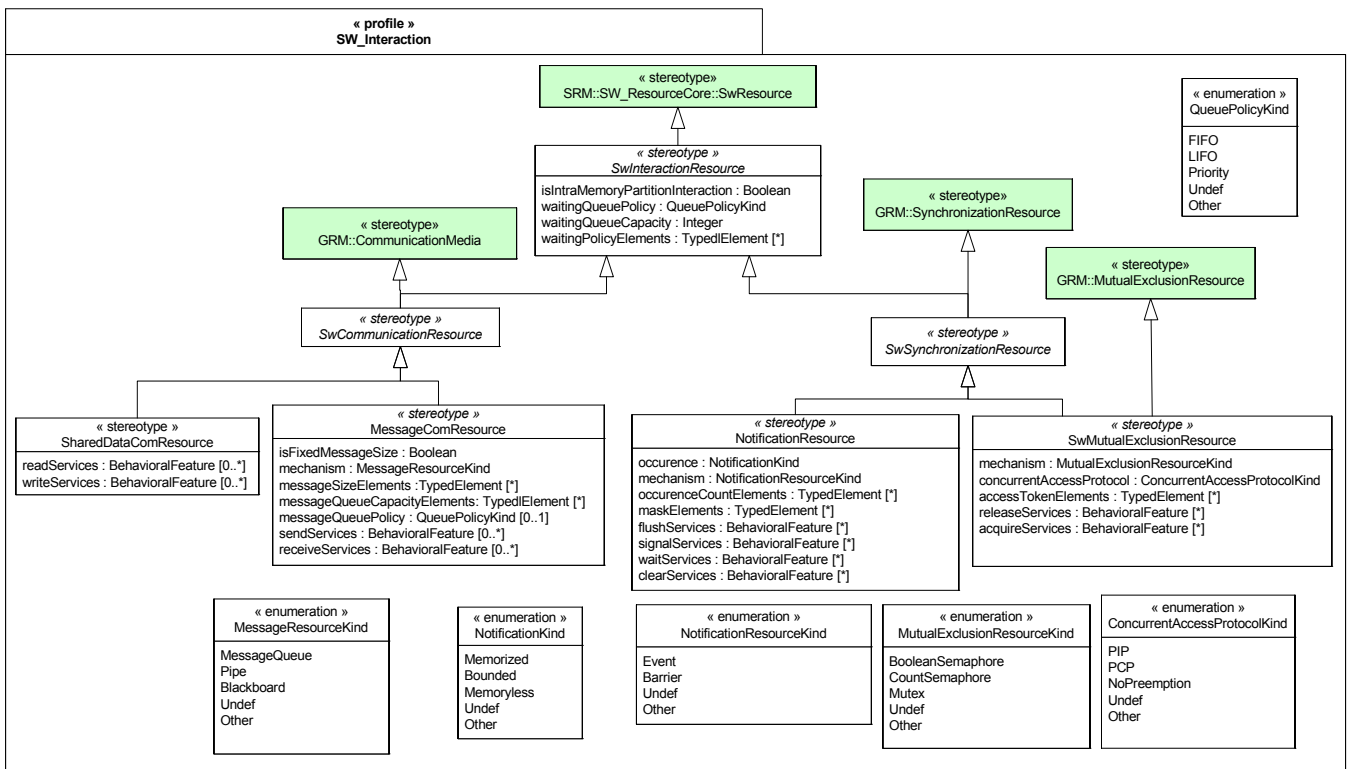 « profile »
SW_Interaction
« stereotype»
SRM::SW_ResourceCore::SwResource
« enumeration »
QueuePolicyKind
FIFO
LIFO
Priority
Undef
Other
« stereotype »
SwInteractionResource
isIntraMemoryPartitionInteraction : Boolean
waitingQueuePolicy : QueuePolicyKind
waitingQueueCapacity : Integer
waitingPolicyElements : TypedlElement [*]
« stereotype»
GRM::CommunicationMedia
« stereotype»
GRM::SynchronizationResource
« stereotype»
GRM::MutualExclusionResource
« stereotype »
SwCommunicationResource
« stereotype »
SwSynchronizationResource
« stereotype »
SharedDataComResource
readServices : BehavioralFeature [0..*]
writeServices : BehavioralFeature [0..*]
« stereotype »
MessageComResource
isFixedMessageSize : Boolean
mechanism : MessageResourceKind
messageSizeElements :TypedElement [*]
messageQueueCapacityElements: TypedlElement [*]
messageQueuePolicy : QueuePolicyKind [0..1]
sendServices : BehavioralFeature [0..*]
receiveServices : BehavioralFeature [0..*]
« stereotype »
NotificationResource
occurence : NotificationKind
mechanism : NotificationResourceKind
occurenceCountElements : TypedElement [*]
maskElements : TypedElement [*]
flushServices : BehavioralFeature [*]
signalServices : BehavioralFeature [*]
waitServices : BehavioralFeature [*]
clearServices : BehavioralFeature [*]
« stereotype »
SwMutualExclusionResource
mechanism : MutualExclusionResourceKind
concurrentAccessProtocol : ConcurrentAccessProtocolKind
accessTokenElements : TypedElement [*]
releaseServices : BehavioralFeature [*]
acquireServices : BehavioralFeature [*]
« enumeration »
MessageResourceKind
MessageQueue
Pipe
Blackboard
Undef
Other
« enumeration »
NotificationKind
Memorized
Bounded
Memoryless
Undef
Other
« enumeration »
NotificationResourceKind
Event
Barrier
Undef
Other
« enumeration »
MutualExclusionResourceKind
BooleanSemaphore
CountSemaphore
Mutex
Undef
Other
« enumeration »
ConcurrentAccessProtocolKind
PIP
PCP
NoPreemption
Undef
Other